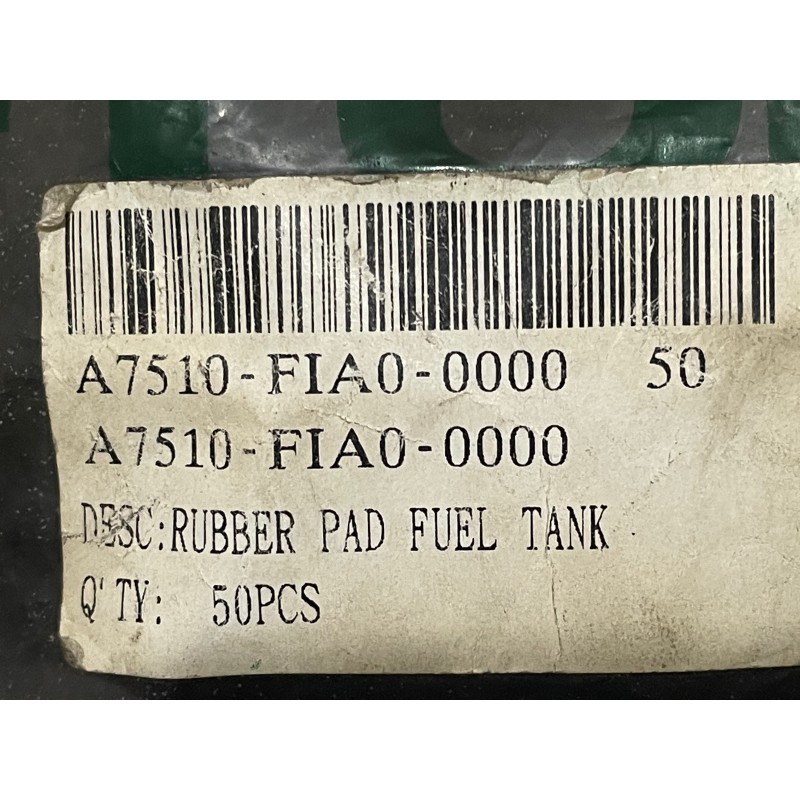 A7510-FIA0-0000 50
A7510-FIA0-0000
DESC:RUBBER PAD FUEL TANK
Q'TY: 50PCS